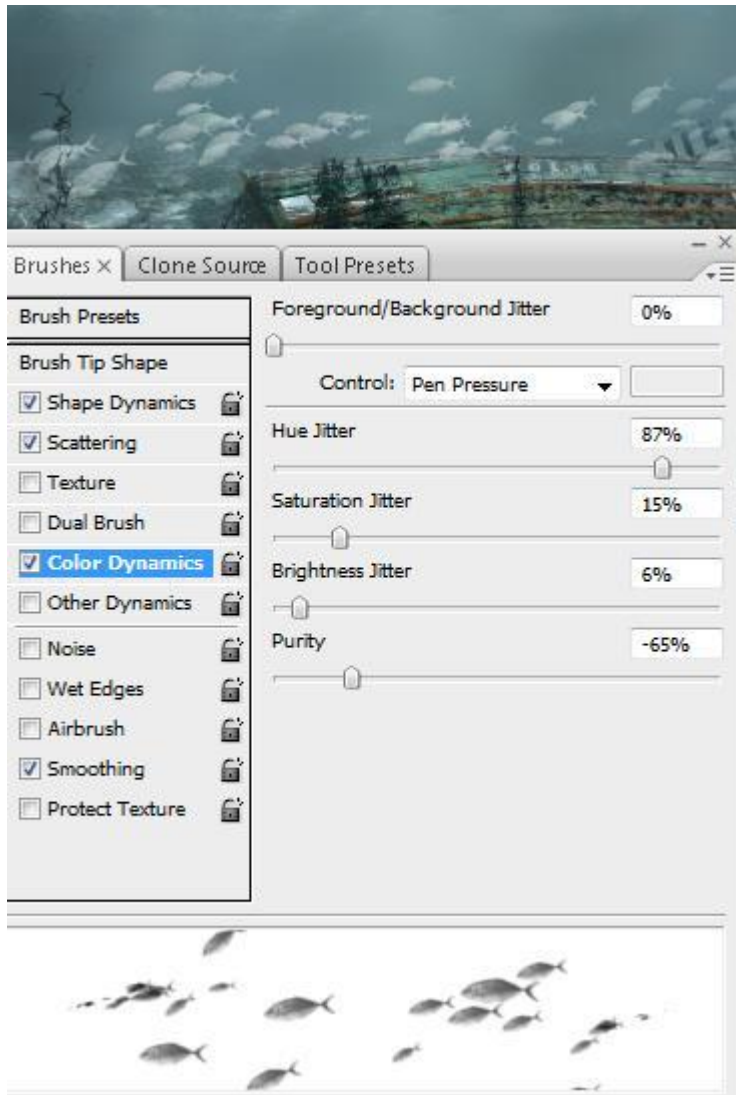 Brushes × Clone Source Tool Presets
Brush Presets
Brush Tip Shape
Shape Dynamics
Scattering
Texture
Dual Brush
Color Dynamics
Other Dynamics
Noise
Wet Edges
Airbrush
Smoothing
Protect Texture
Foreground/Background Jitter 0%
Control: Pen Pressure
Hue Jitter 87%
Saturation Jitter 15%
Brightness Jitter 6%
Purity -65%